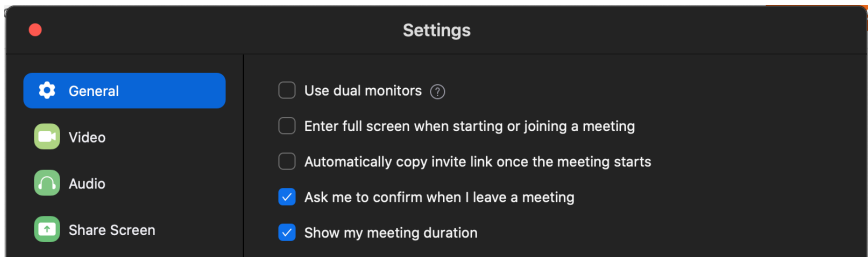 Settings
General
Video
Audio
Share Screen
Use dual monitors ?
Enter full screen when starting or joining a meeting
Automatically copy invite link once the meeting starts
Ask me to confirm when I leave a meeting
Show my meeting duration